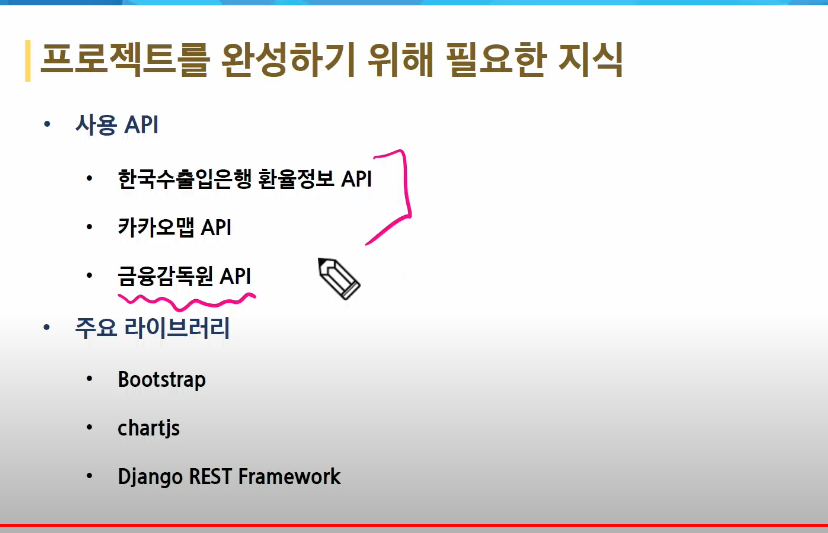 프로젝트를 완성하기 위해 필요한 지식
• 사용 API
• 한국수출입은행 환율정보 API
• 카카오맵 API
• 금융감독원 API
• 주요 라이브러리
• Bootstrap
• chartjs
• Django REST Framework